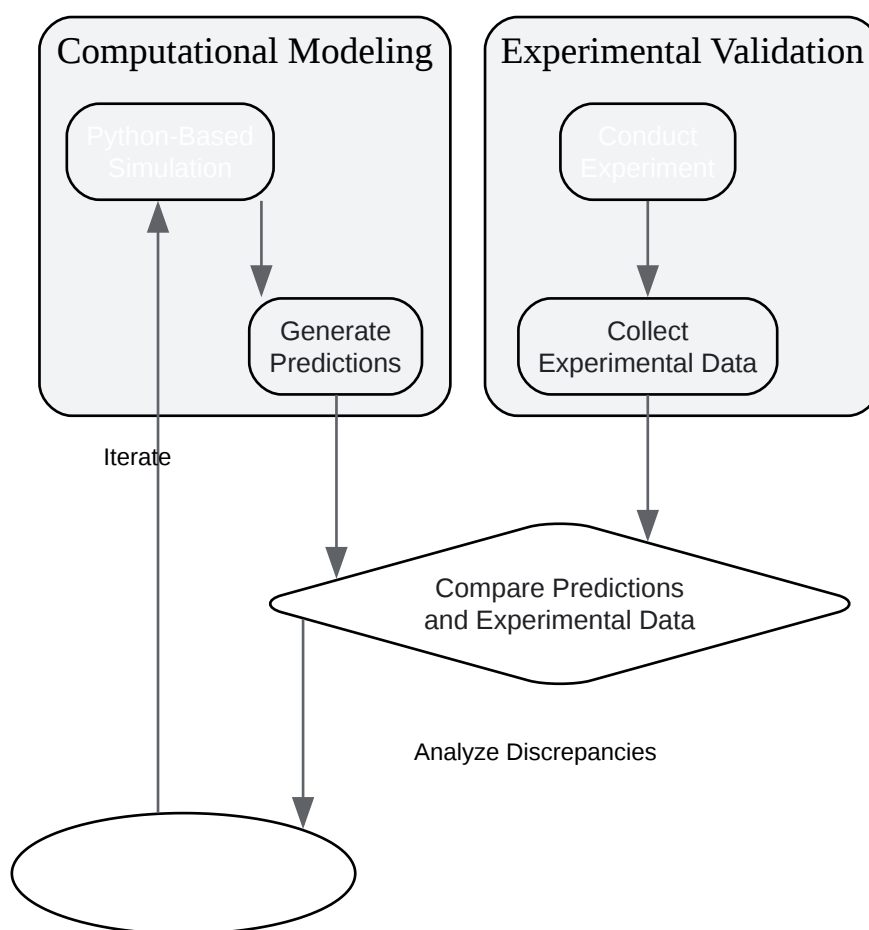 Computational Modeling
Experimental Validation
Python-Based
Simulation
Conduct
Experiment
Generate
Predictions
Collect
Experimental Data
Iterate
Compare Predictions
and Experimental Data
Analyze Discrepancies